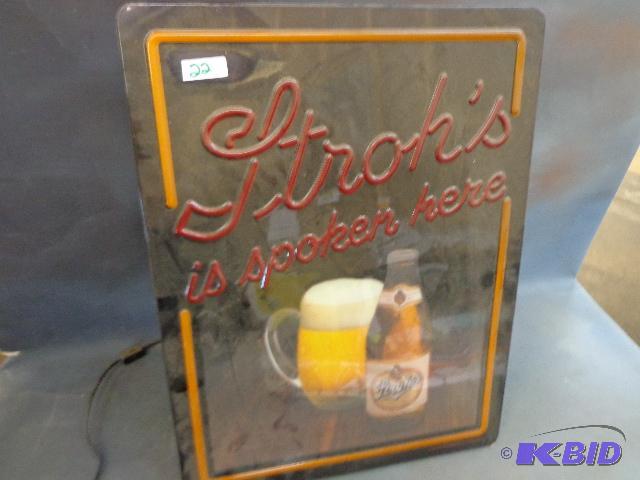 22
Stroh's
is spoken here
Stroh's
© K-BID